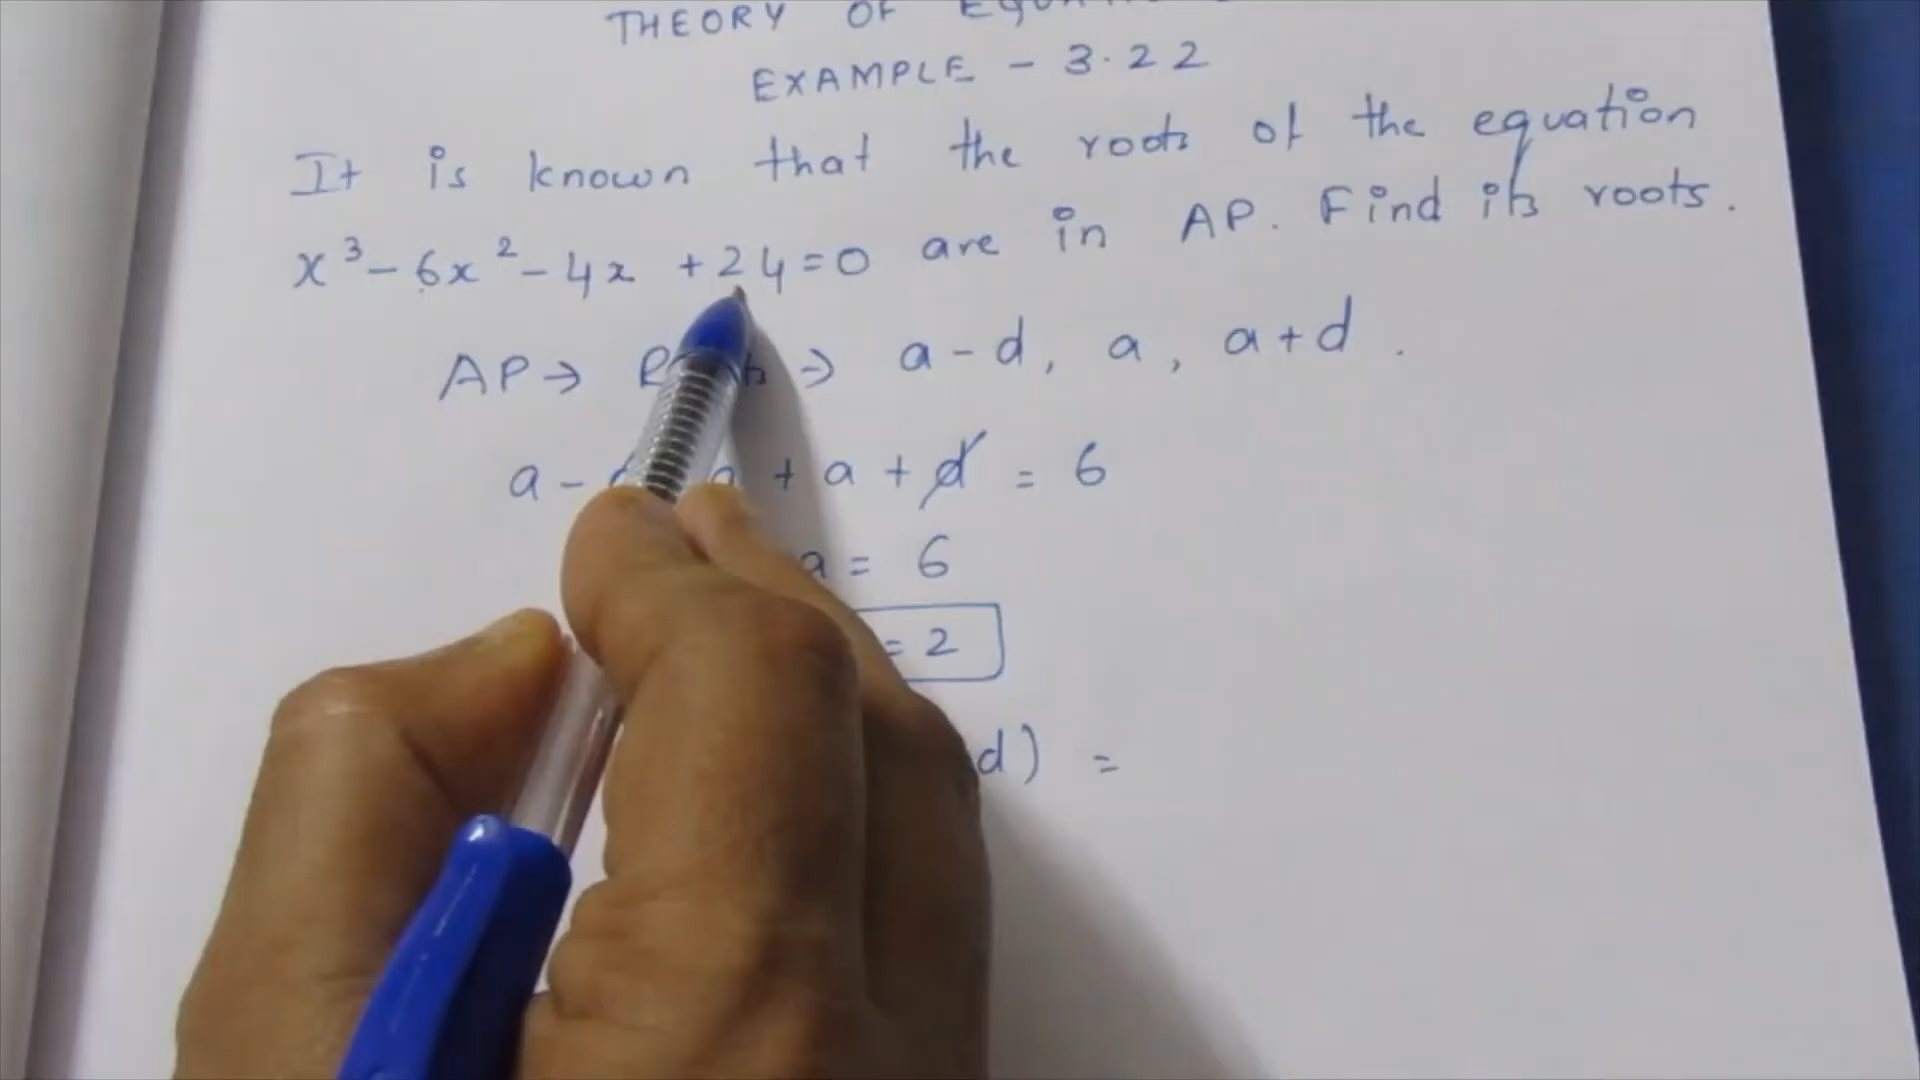 THEORY OF
EXAMPLE - 3.22
It is known that the roots of the equation
x³ - 6x² - 4x + 24 = 0 are in AP. Find its roots.
AP → → a - d, a, a + d.
a - + a + d = 6
a = 6
= 2
d) =